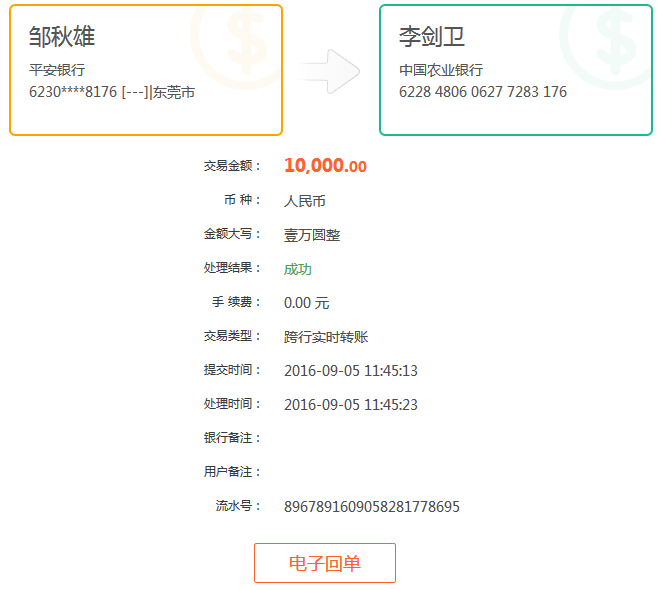 邹秋雄
平安银行
6230****8176 [---]|东莞市
李剑卫
中国农业银行
6228 4806 0627 7283 176
交易金额： 10,000.00
币 种： 人民币
金额大写： 壹万圆整
处理结果： 成功
手 续费： 0.00 元
交易类型： 跨行实时转账
提交时间： 2016-09-05 11:45:13
处理时间： 2016-09-05 11:45:23
银行备注：
用户备注：
流水号： 8967891609058281778695
电子回单